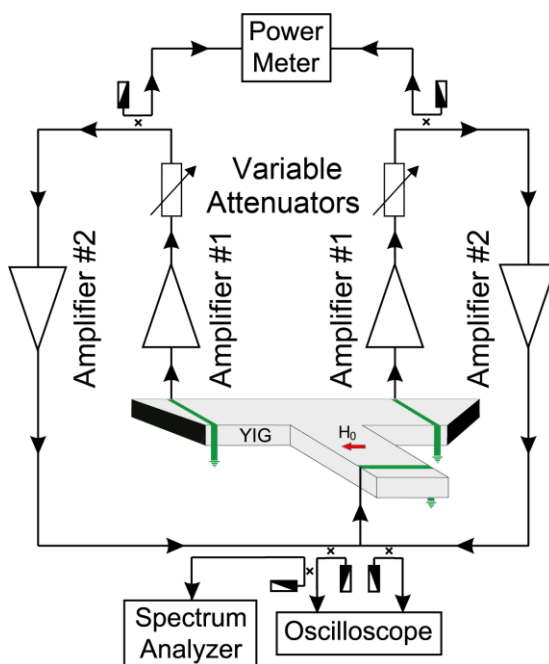 Power
Meter
Variable
Attenuators
Amplifier #2
Amplifier #1
Amplifier #1
Amplifier #2
YIG
H₀
Spectrum
Analyzer
Oscilloscope